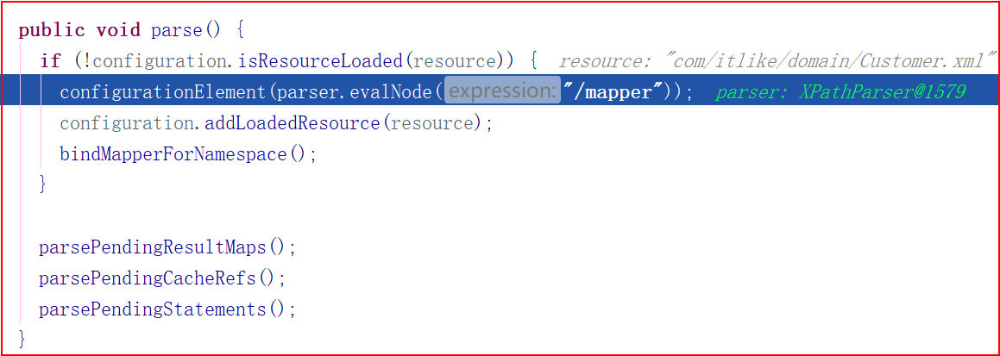 public void parse() {
if (!configuration.isResourceLoaded(resource)) { resource: "com/itlike/domain/Customer.xml"
configurationElement(parser.evalNode( expression: "/mapper")); parser: XPathParser@1579
configuration.addLoadedResource(resource);
bindMapperForNamespace();
}
parsePendingResultMaps();
parsePendingCacheRefs();
parsePendingStatements();
}